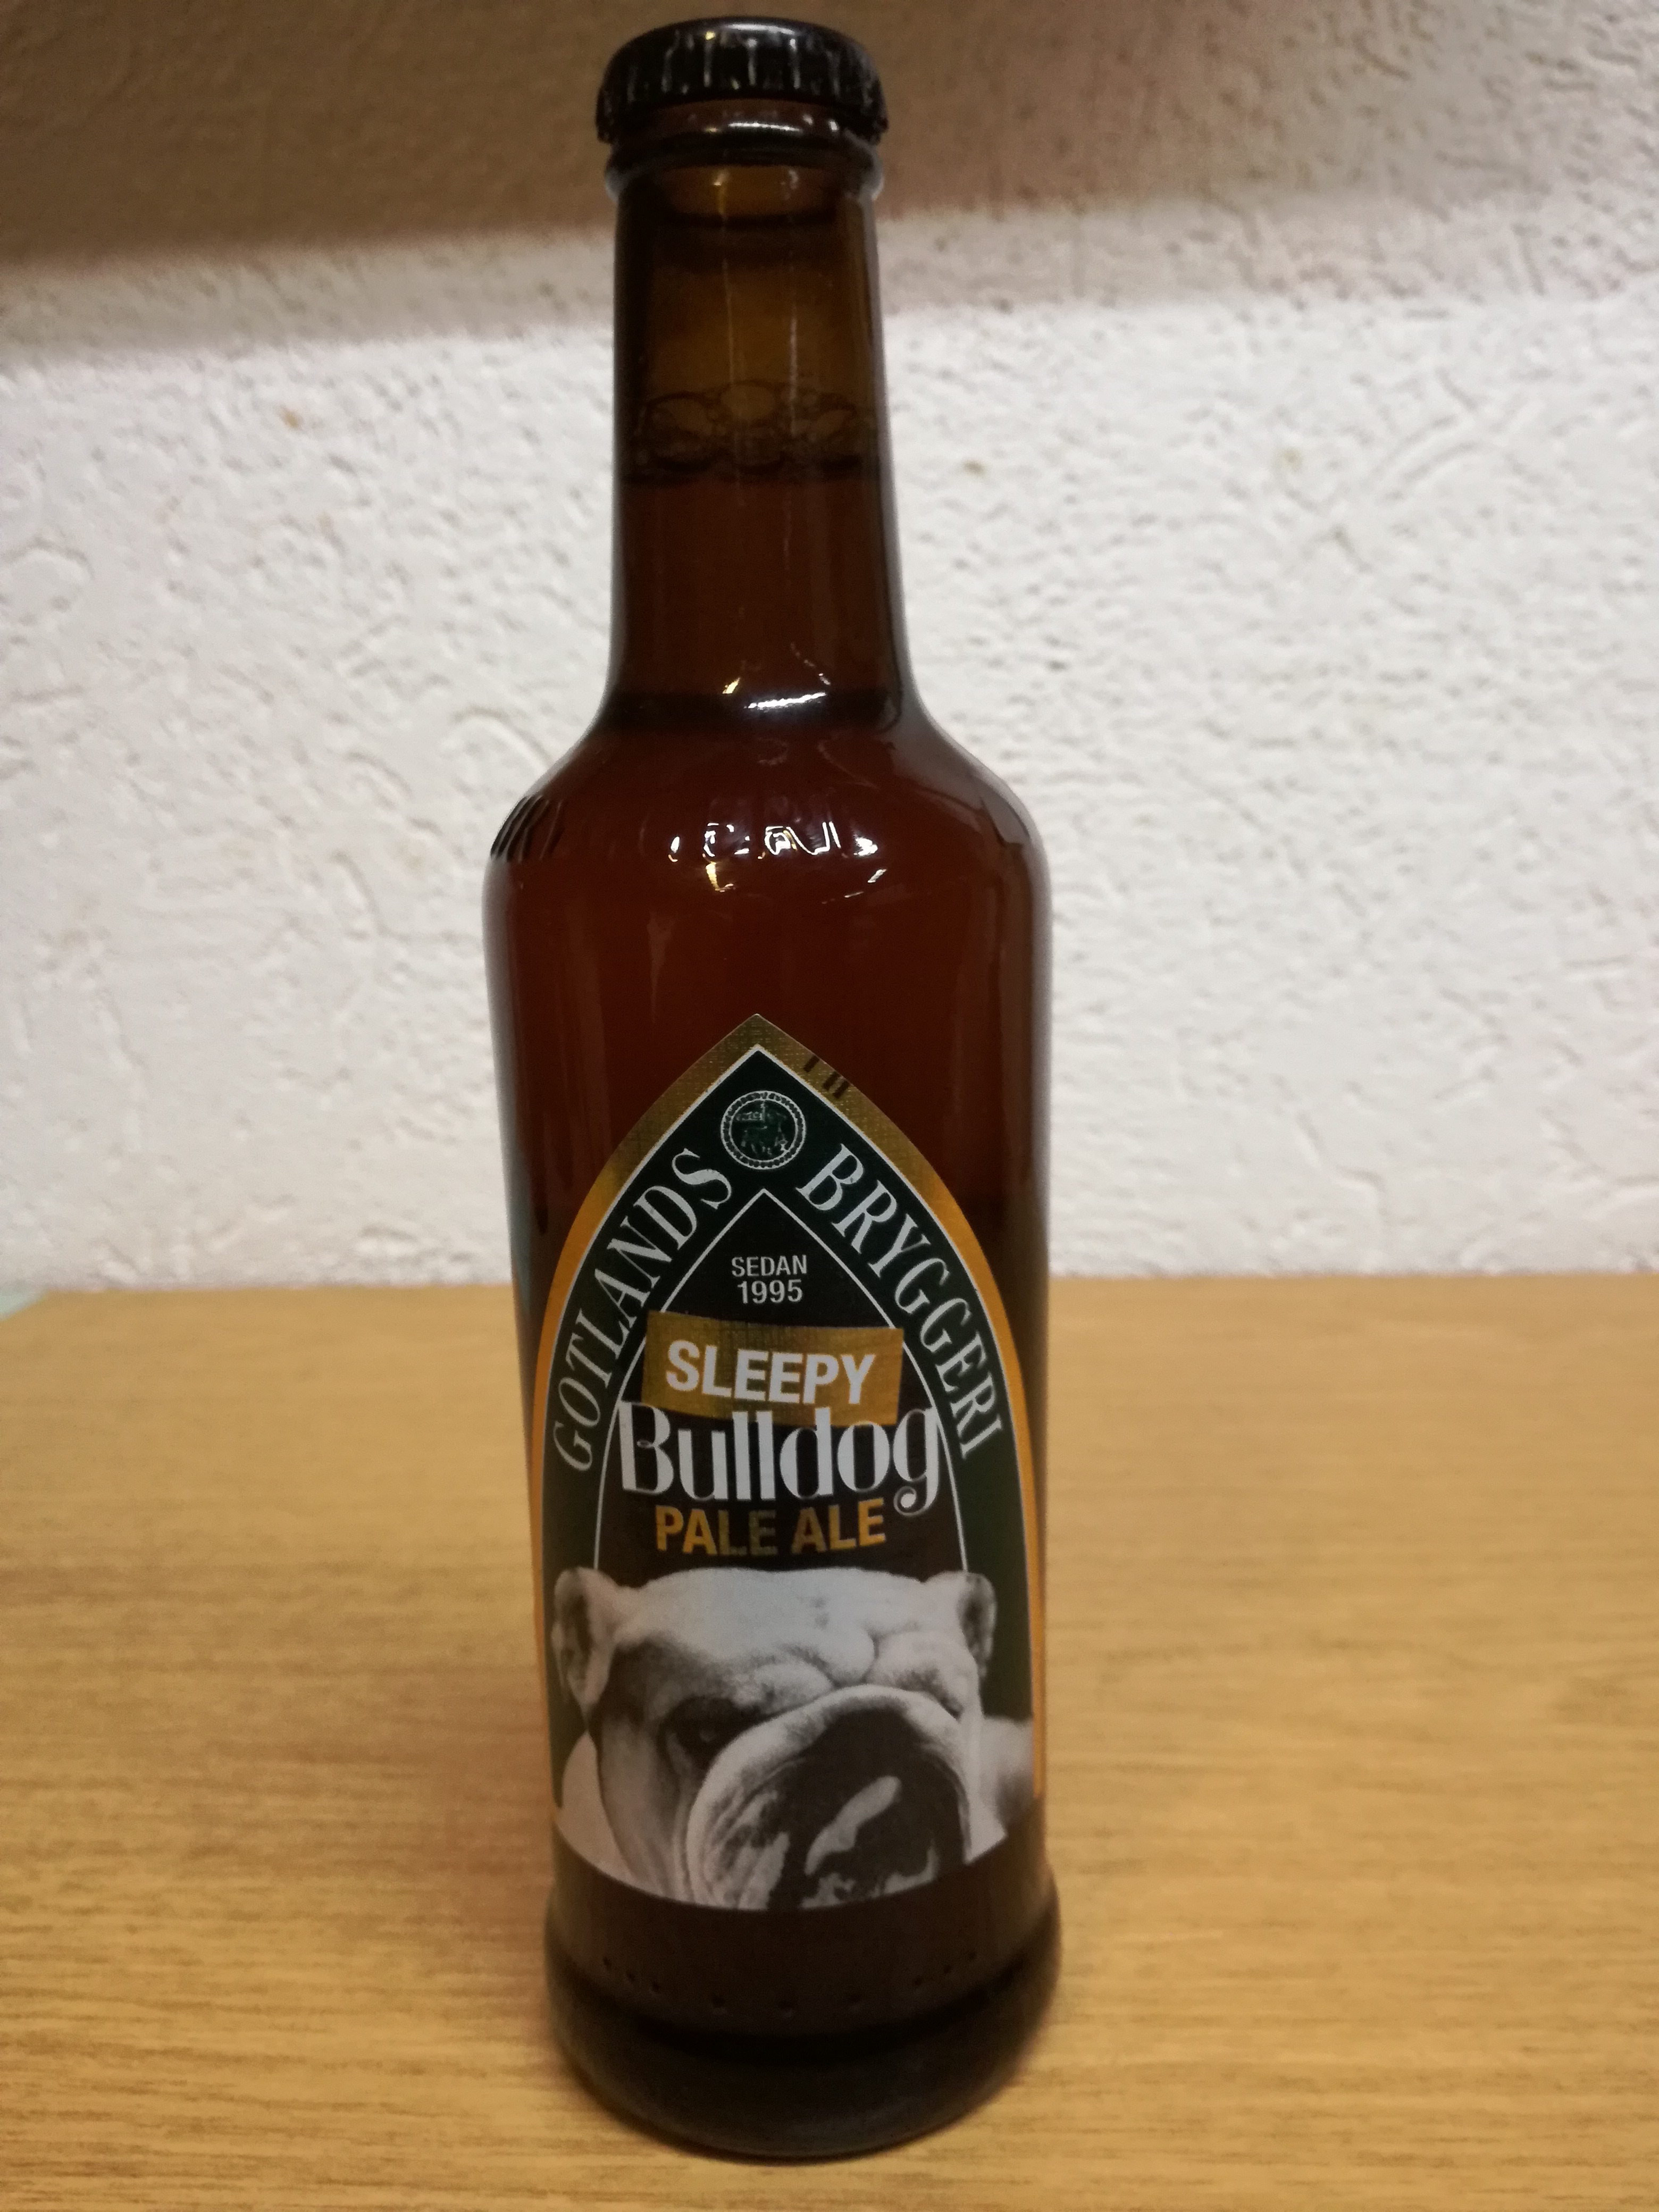 GOTLANDS BRYGGERI
SEDAN
1995
SLEEPY
Bulldog
PALE ALE